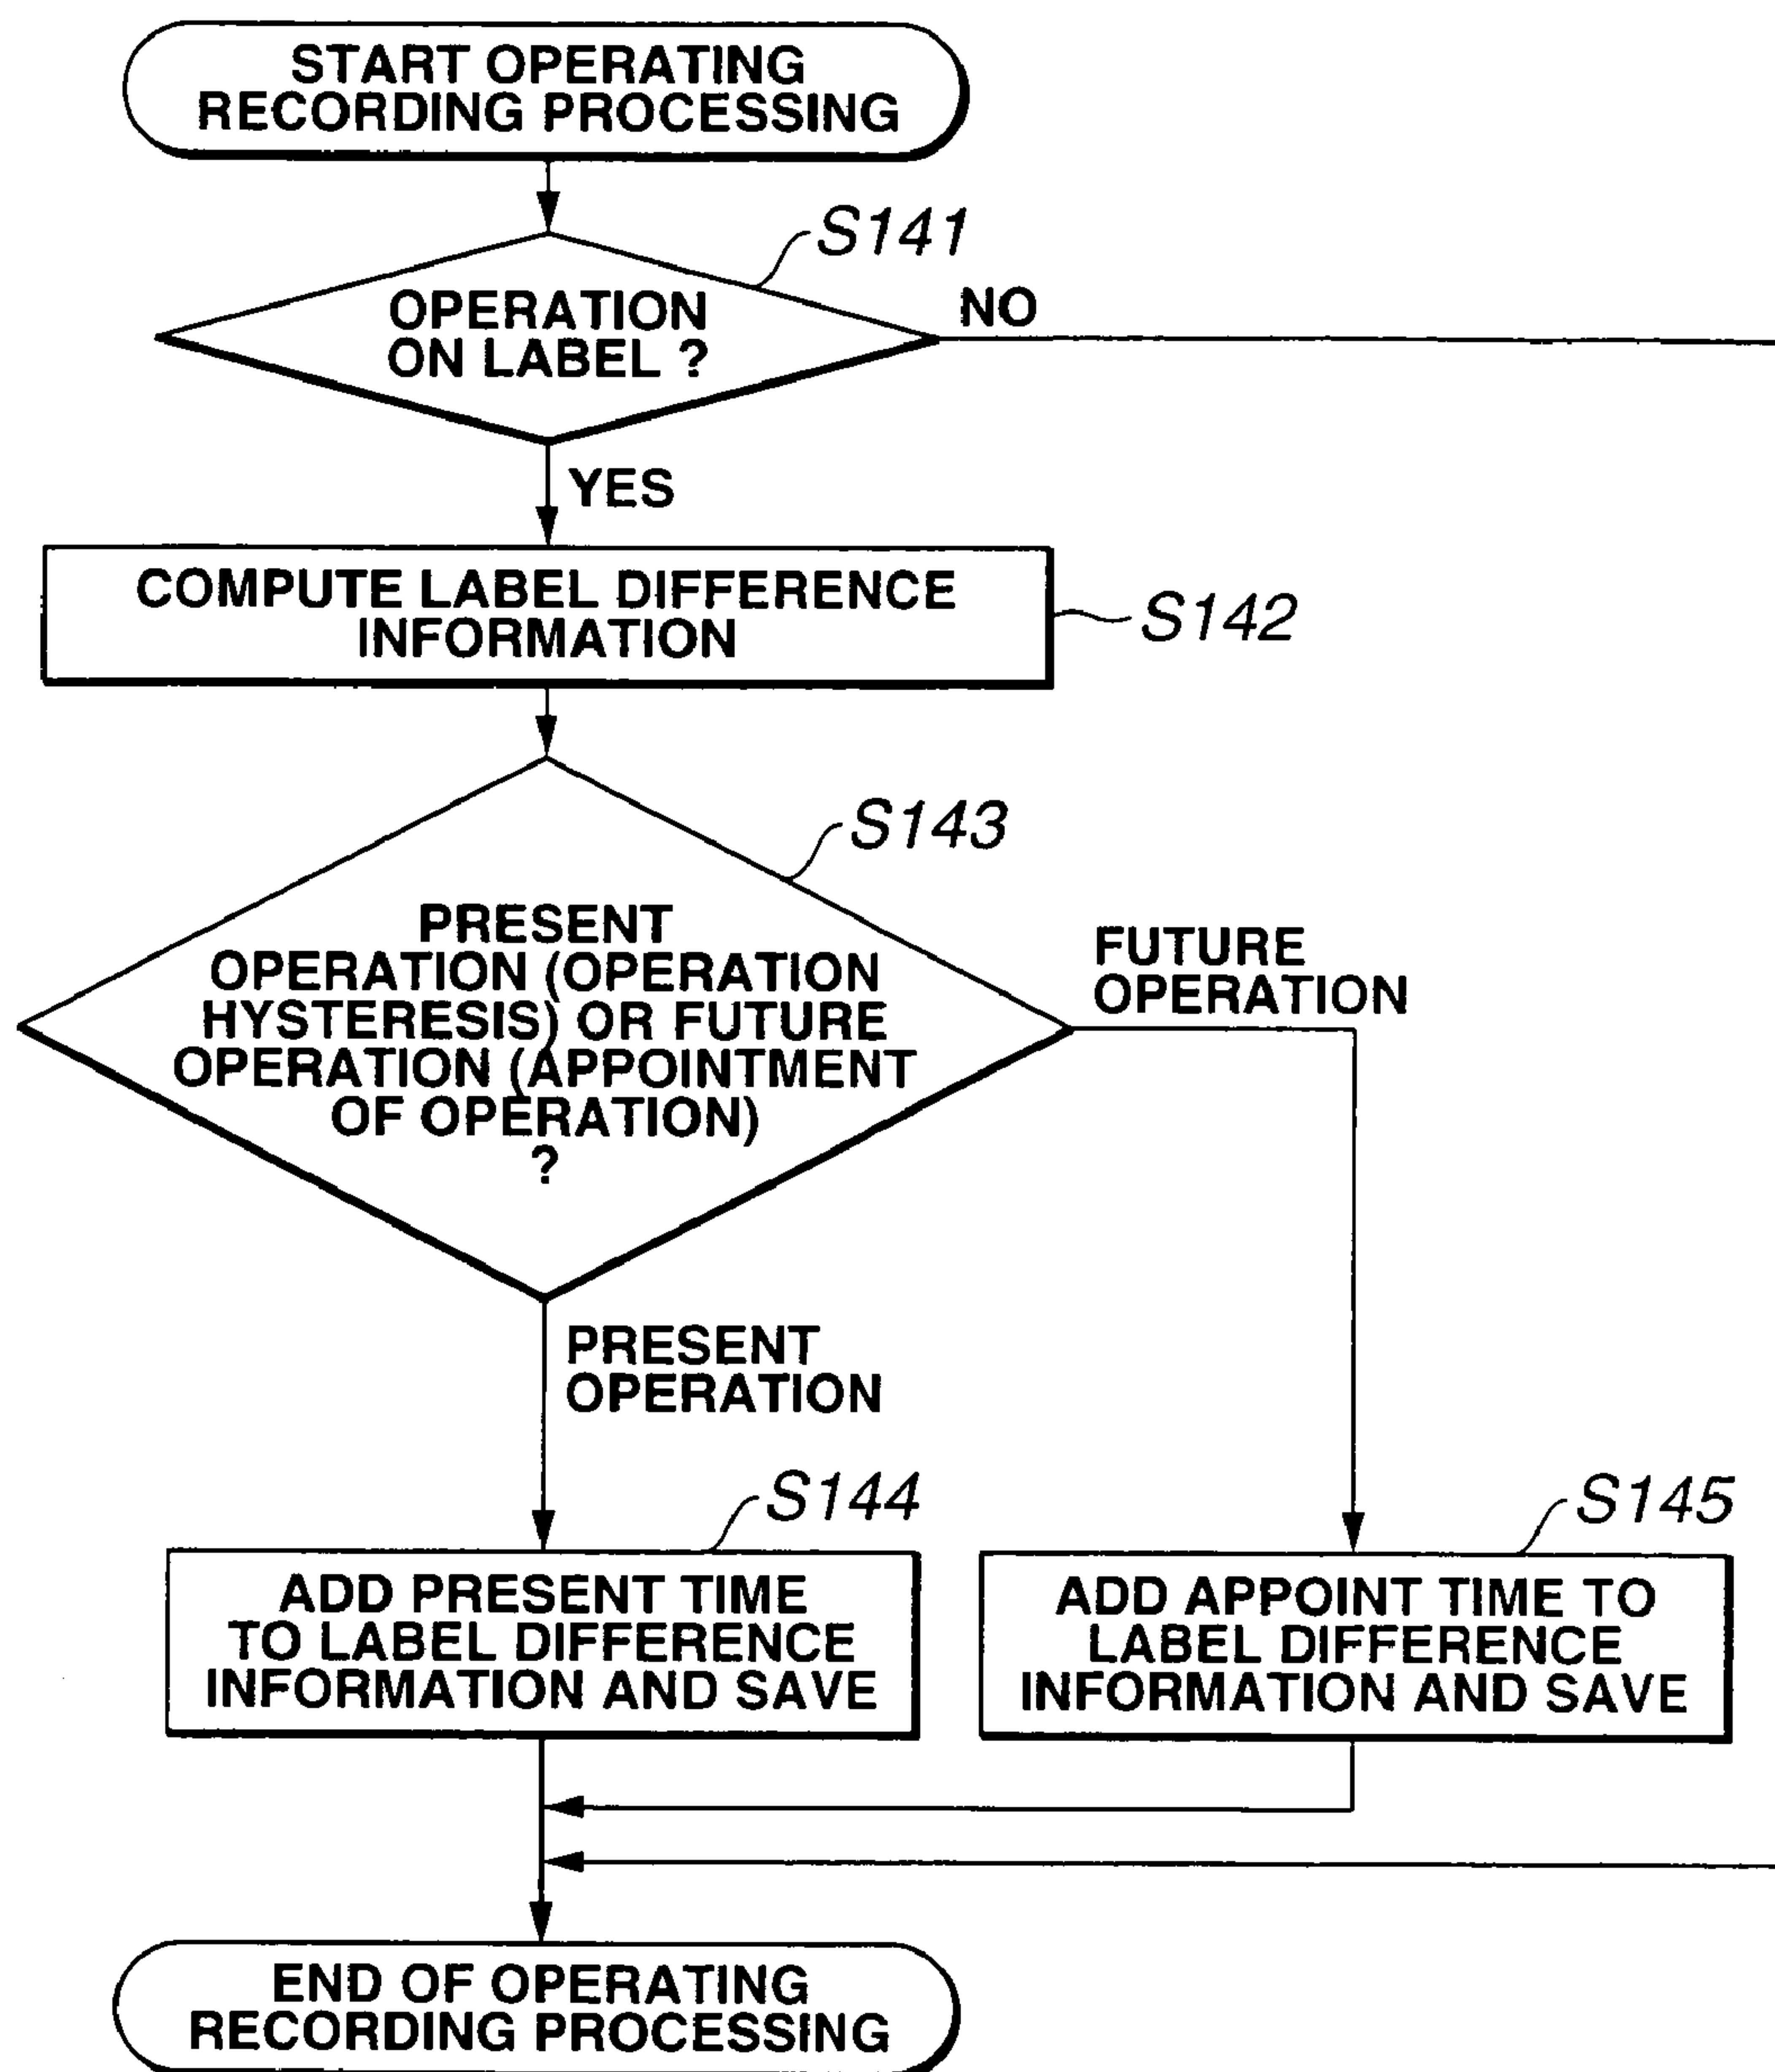 START OPERATING
RECORDING PROCESSING
S141
OPERATION
ON LABEL ?
NO
YES
COMPUTE LABEL DIFFERENCE
INFORMATION
S142
S143
PRESENT
OPERATION (OPERATION
HYSTERESIS) OR FUTURE
OPERATION (APPOINTMENT
OF OPERATION)
?
FUTURE
OPERATION
PRESENT
OPERATION
S144
S145
ADD PRESENT TIME
TO LABEL DIFFERENCE
INFORMATION AND SAVE
ADD APPOINT TIME TO
LABEL DIFFERENCE
INFORMATION AND SAVE
END OF OPERATING
RECORDING PROCESSING